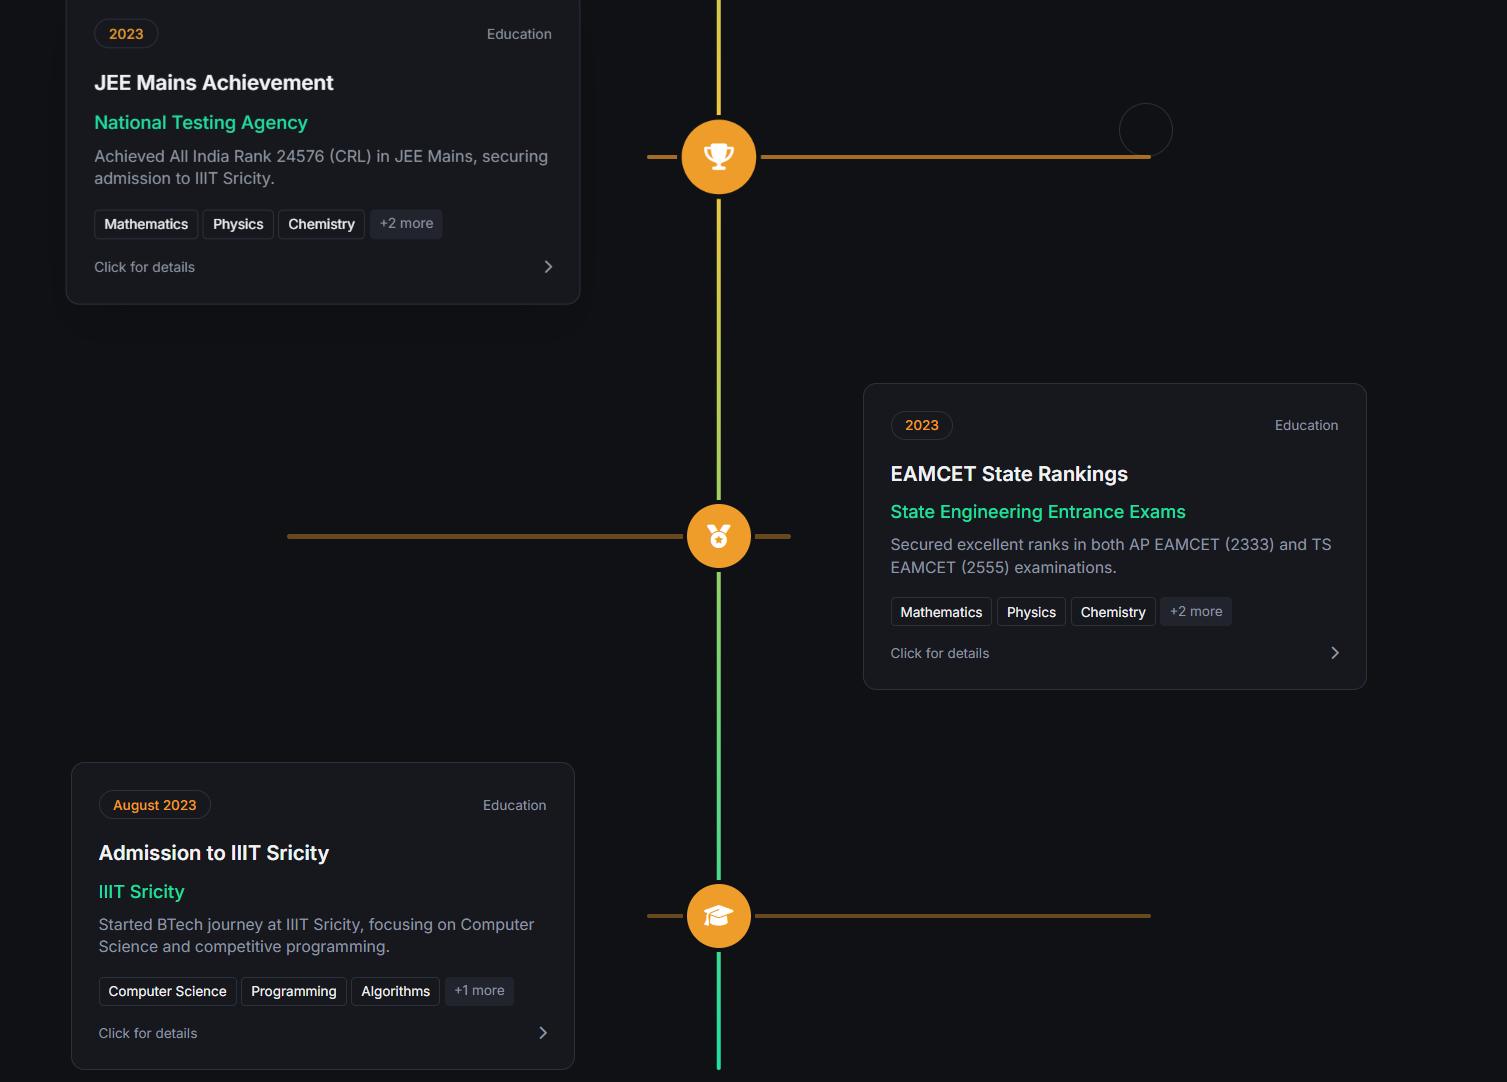 2023
Education
JEE Mains Achievement
National Testing Agency
Achieved All India Rank 24576 (CRL) in JEE Mains, securing
admission to IIIT Sricity.
Mathematics Physics Chemistry +2 more
Click for details
2023
Education
EAMCET State Rankings
State Engineering Entrance Exams
Secured excellent ranks in both AP EAMCET (2333) and TS
EAMCET (2555) examinations.
Mathematics Physics Chemistry +2 more
Click for details
August 2023
Education
Admission to IIIT Sricity
IIIT Sricity
Started BTech journey at IIIT Sricity, focusing on Computer
Science and competitive programming.
Computer Science Programming Algorithms +1 more
Click for details